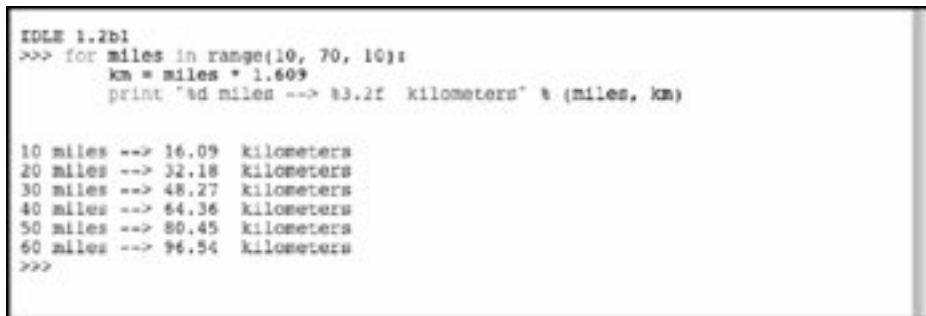 IDLE 1.2b1
>>> for miles in range(10, 70, 10):
        km = miles * 1.609
        print "%d miles --> %3.2f  kilometers" % (miles, km)

10 miles --> 16.09  kilometers
20 miles --> 32.18  kilometers
30 miles --> 48.27  kilometers
40 miles --> 64.36  kilometers
50 miles --> 80.45  kilometers
60 miles --> 96.54  kilometers
>>>